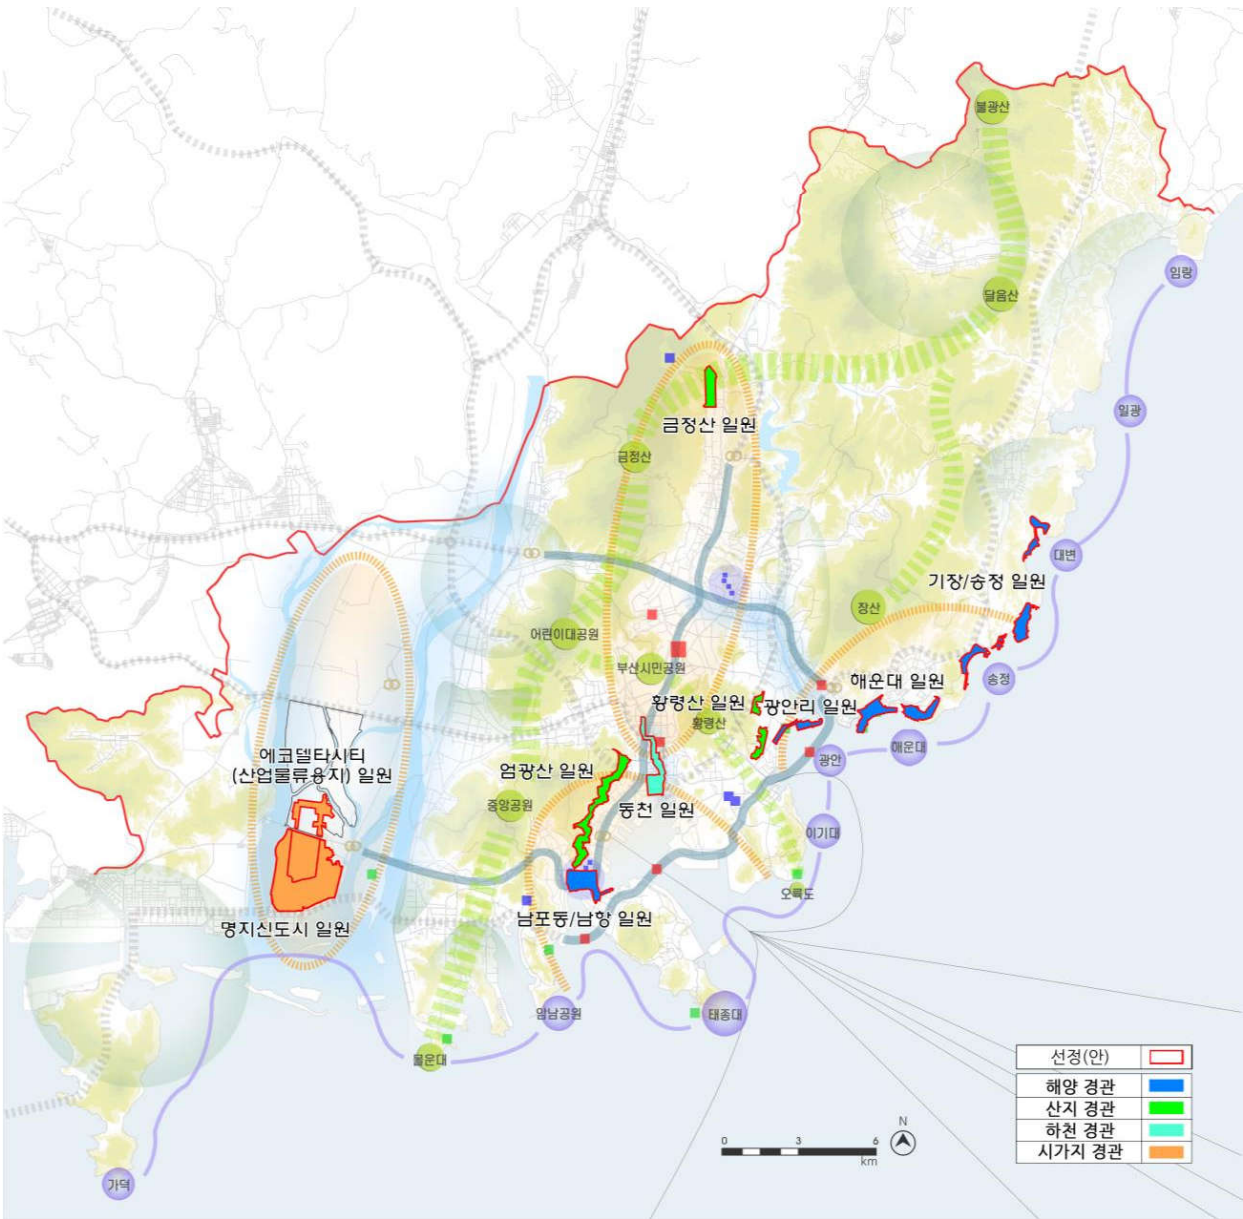 불광산
임랑
달음산
일광
금정산 일원
금정산
대변
기장/송정 일원
장산
어린이대공원
부산시민공원
송정
해운대 일원
황령산 일원
광안리 일원
황령산
해운대
광안
에코델타시티
(산업물류용지) 일원
엄광산 일원
중앙공원
동천 일원
이기대
오륙도
남포동/남항 일원
명지신도시 일원
암남공원
태종대
몰운대
가덕
선정(안)
해양 경관
산지 경관
하천 경관
시가지 경관
N
0 3 6
km